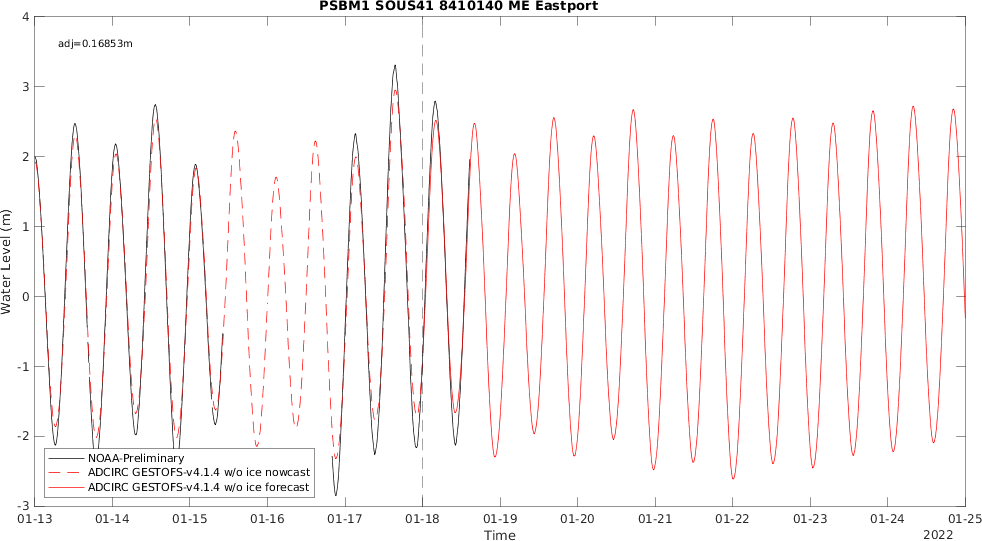 PSBM1 SOUS41 8410140 ME Eastport
4
adj=0.16853m
3
2
1
0
-1
-2
-3
Water Level (m)
NOAA-Preliminary
ADCIRC GESTOFS-v4.1.4 w/o ice nowcast
ADCIRC GESTOFS-v4.1.4 w/o ice forecast
01-13 01-14 01-15 01-16 01-17 01-18 01-19 01-20 01-21 01-22 01-23 01-24 01-25
Time
2022